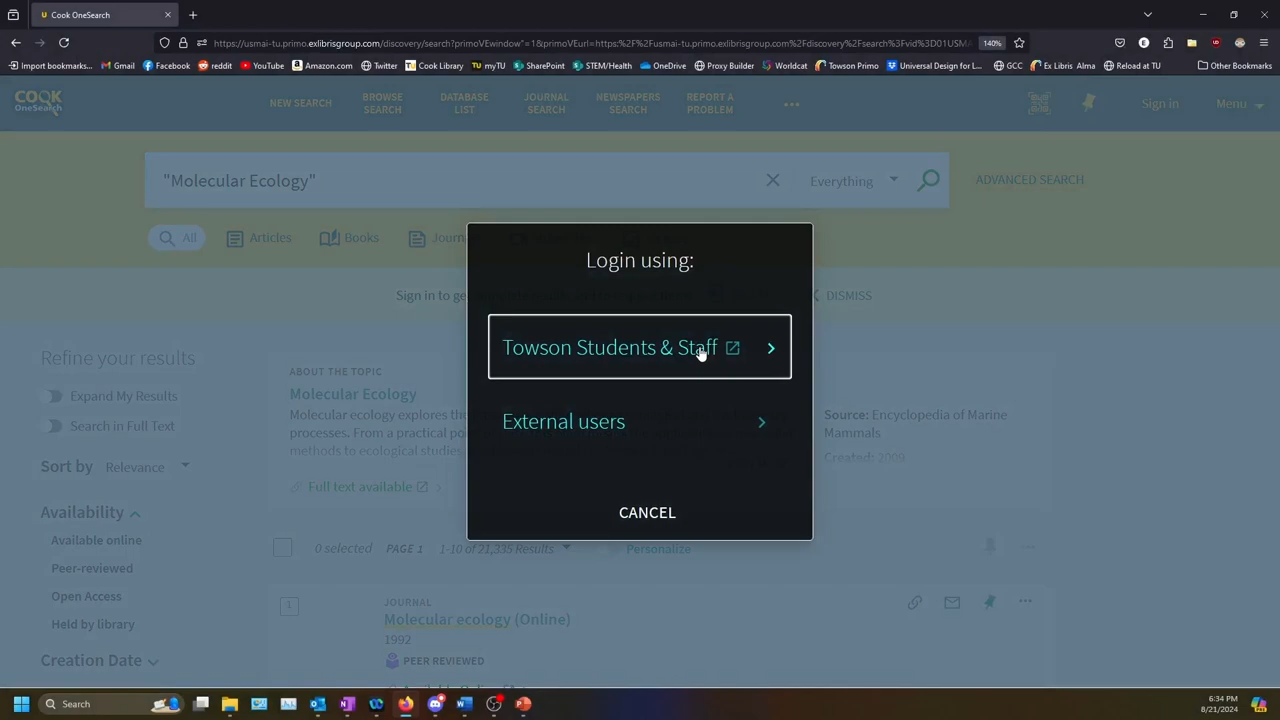 Cook OneSearch
https://usmai-tu.primo.exlibrisgroup.com/discovery/search?primoVEwindow"=1&primoVEurl=https:%2F%2Fusmai-tu.primo.exlibrisgroup.com%2Fdiscovery%2Fsearch%3Fvid%3D01USM
140%
Import bookmarks... Gmail Facebook reddit YouTube Amazon.com Twitter Cook Library myTU SharePoint STEM/Health OneDrive Proxy Builder Worldcat Towson Primo Universal Design for L... GCC Ex Libris Alma Reload at TU Other Bookmarks
COOK
OneSearch
NEW SEARCH
BROWSE
SEARCH
DATABASE
LIST
JOURNAL
SEARCH
NEWSPAPERS
SEARCH
REPORT A
PROBLEM
Sign in
Menu
"Molecular Ecology"
Everything
ADVANCED SEARCH
All
Articles
Books
Login using:
Sign in to
DISMISS
Towson Students & Staff
External users
CANCEL
Refine your results
Expand My Results
Search in Full Text
Sort by Relevance
Availability
Available online
Peer-reviewed
Open Access
Held by library
Creation Date
ABOUT THE TOPIC
Molecular Ecology
Molecular ecology explores
processes. From a practical
methods to ecological studies,
Full text available
Source: Encyclopedia of Marine
Mammals
Created: 2009
0 selected PAGE 1 1-10 of 21,335 Results
Personalize
1
JOURNAL
Molecular ecology (Online)
1992
PEER REVIEWED
Search
6:34 PM
8/21/2024